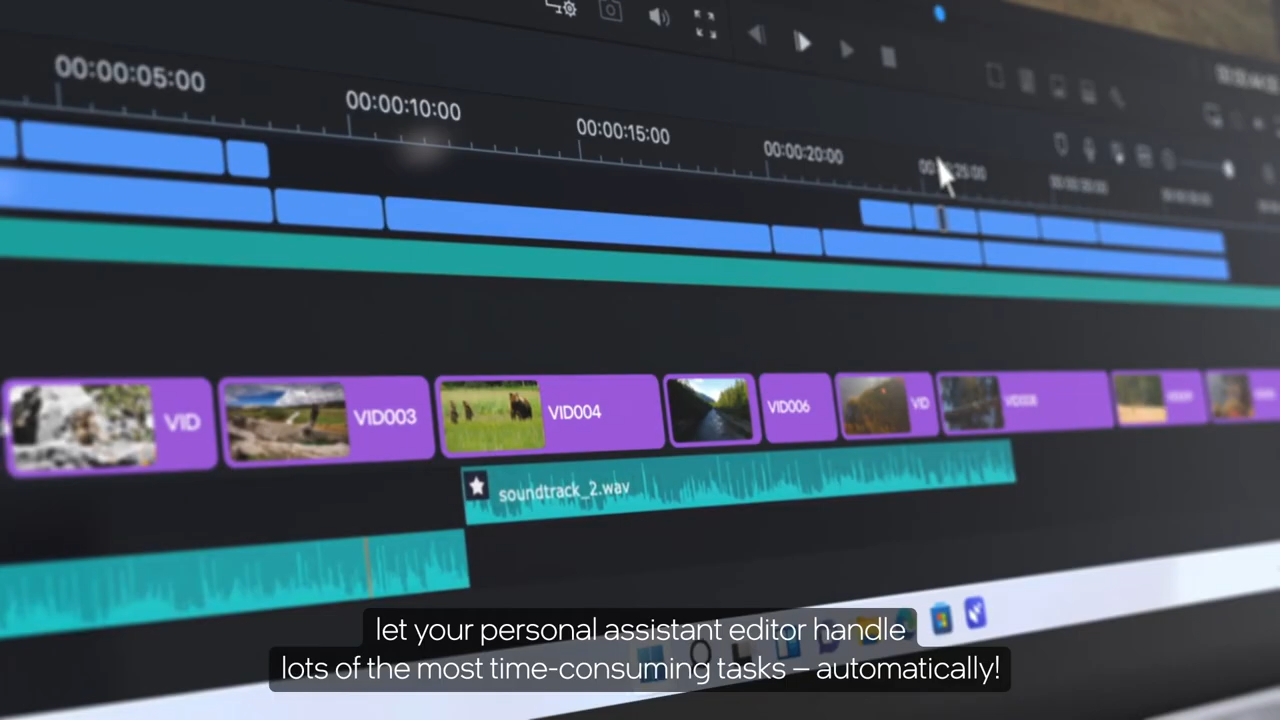 00:00:05:00
00:00:10:00
00:00:15:00
00:00:20:00
VID
VID003
VID004
VID006
VID
VID008
soundtrack_2.wav
let your personal assistant editor handle
lots of the most time-consuming tasks – automatically!